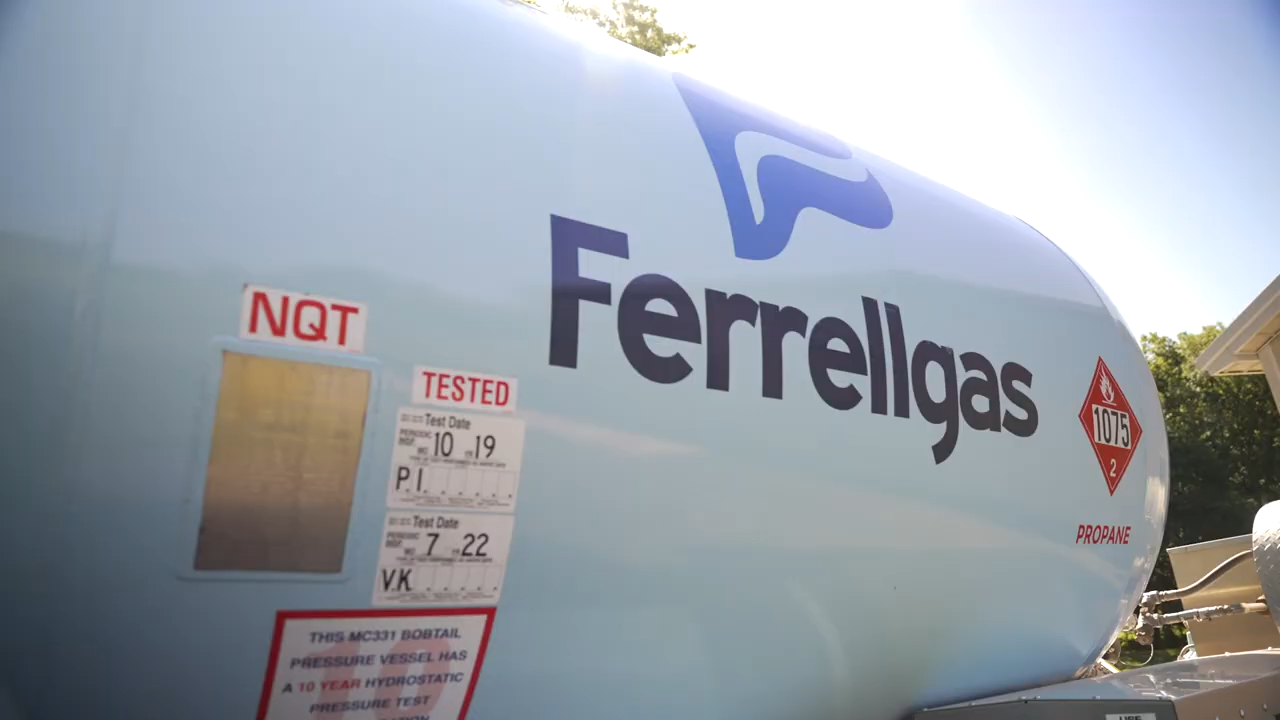 Ferrellgas
NQT
TESTED
Test Date
10 19
P I
Test Date
7 22
V K
THIS MC331 BOBTAIL
PRESSURE VESSEL HAS
A 10 YEAR HYDROSTATIC
PRESSURE TEST
1075
2
PROPANE